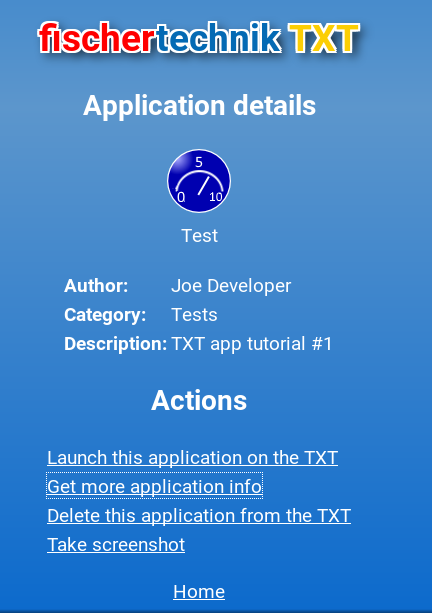 fischertechnik TXT
Application details
5
0 10
Test
Author: Joe Developer
Category: Tests
Description: TXT app tutorial #1
Actions
Launch this application on the TXT
Get more application info
Delete this application from the TXT
Take screenshot
Home